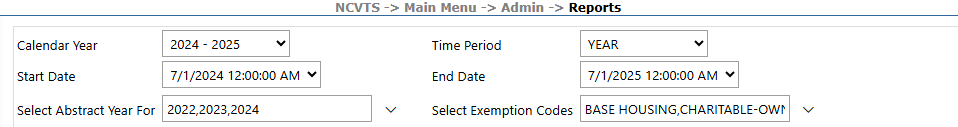 NCVTS -> Main Menu -> Admin -> Reports
Calendar Year 2024 - 2025 Time Period YEAR
Start Date 7/1/2024 12:00:00 AM End Date 7/1/2025 12:00:00 AM
Select Abstract Year For 2022,2023,2024 Select Exemption Codes BASE HOUSING,CHARITABLE-OWN